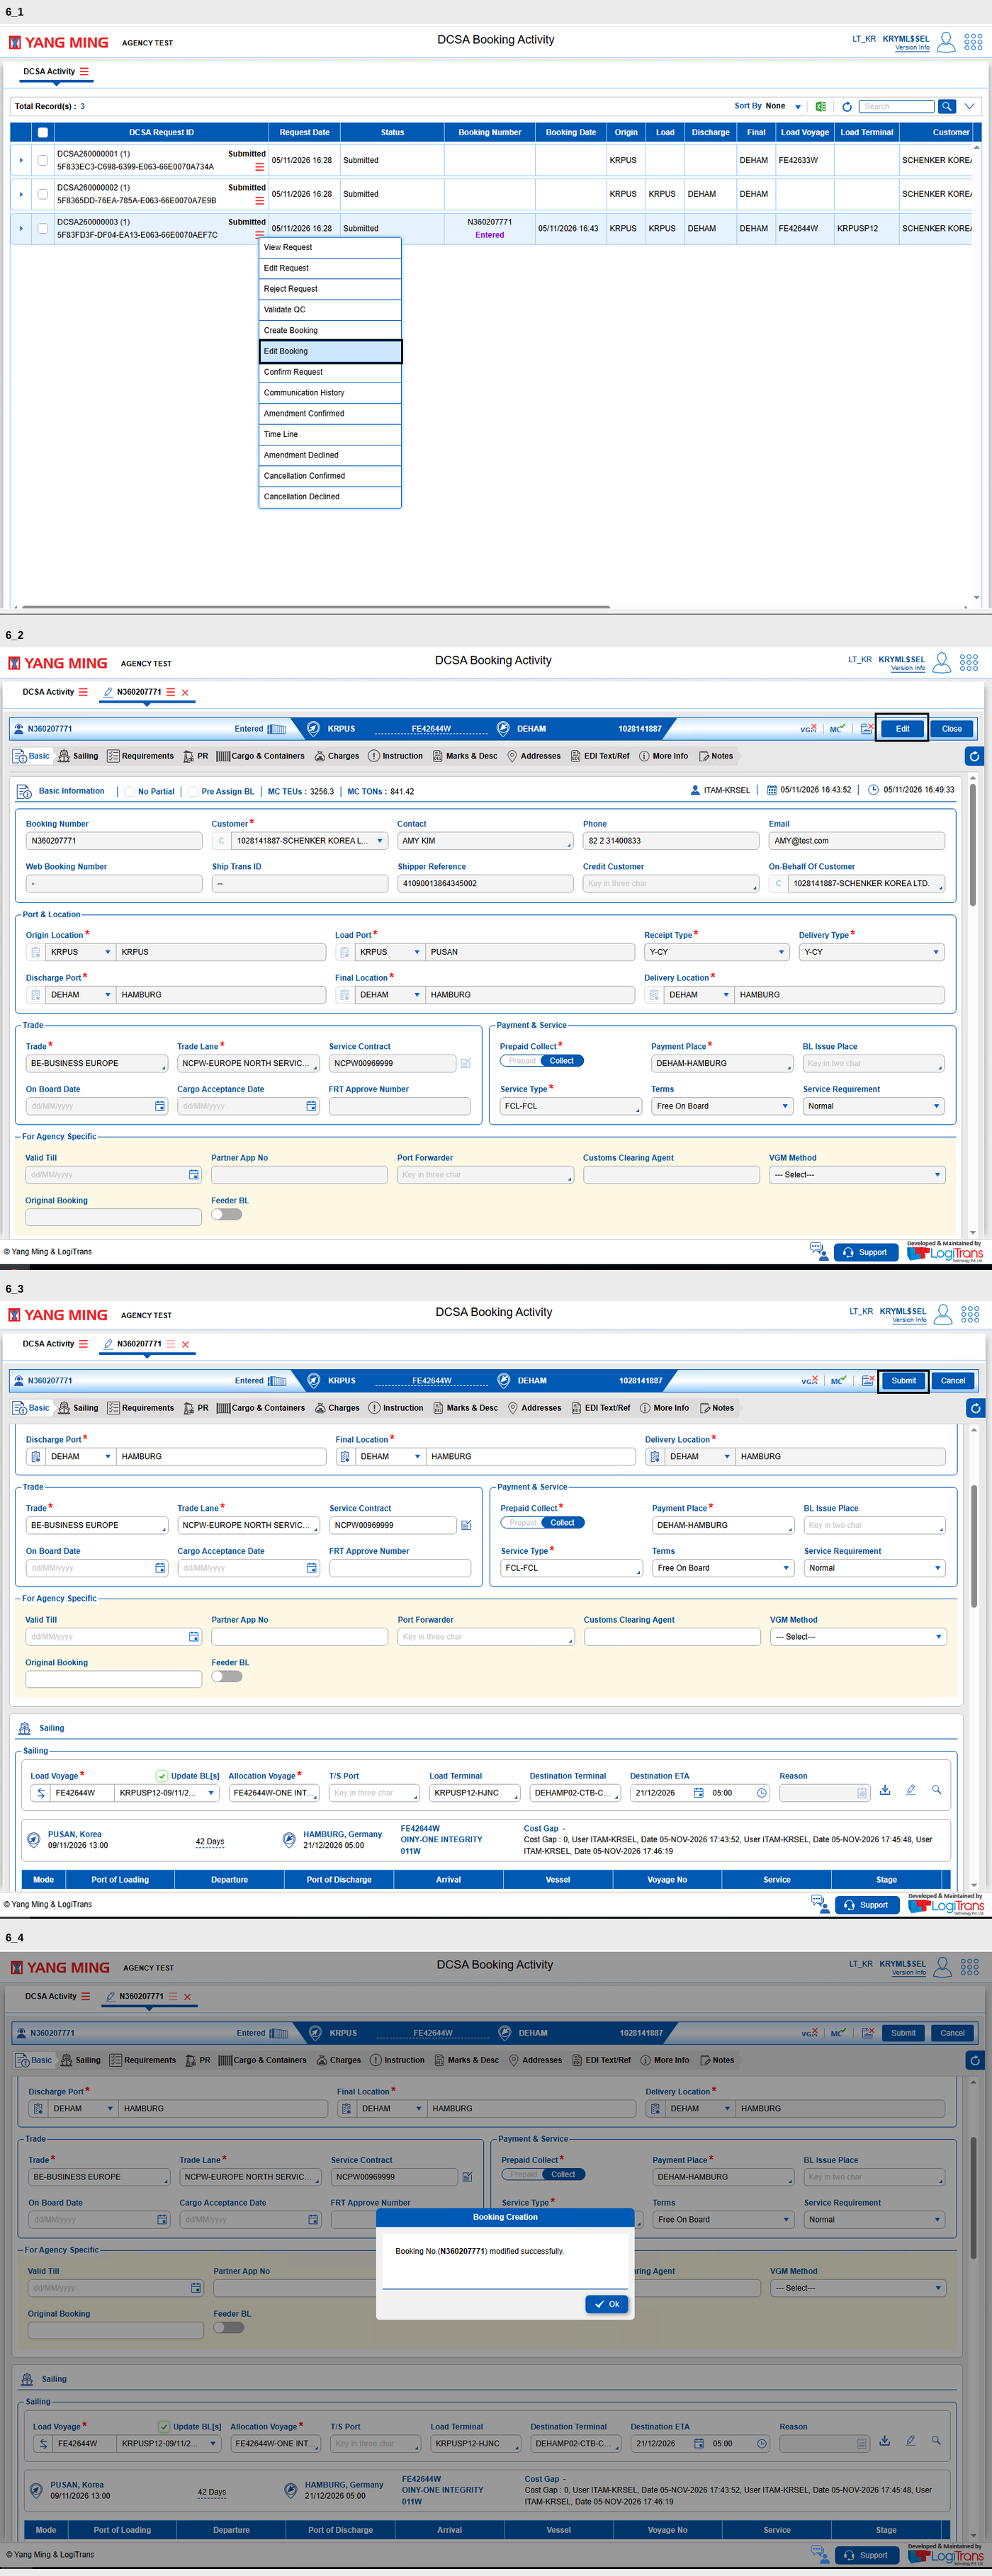 6_1
YANG MING AGENCY TEST DCSA Booking Activity LT_KR KRYML$SEL
Version Info
DCSA Activity
Total Record(s) : 3 Sort By None Search
DCSA Request ID Request Date Status Booking Number Booking Date Origin Load Discharge Final Load Voyage Load Terminal Customer
DCSA260000001 (1) Submitted
5F833EC3-C698-6399-E063-66E0070A734A 05/11/2026 16:28 Submitted KRPUS DEHAM FE42633W SCHENKER KOREA
DCSA260000002 (1) Submitted
5F8365DD-76EA-785A-E063-66E0070A7E9B 05/11/2026 16:28 Submitted KRPUS KRPUS DEHAM DEHAM SCHENKER KOREA
DCSA260000003 (1) Submitted N360207771
5F83FD3F-DF04-EA13-E063-66E0070AEF7C 05/11/2026 16:28 Submitted Entered 05/11/2026 16:43 KRPUS KRPUS DEHAM DEHAM FE42644W KRPUSP12 SCHENKER KOREA
View Request
Edit Request
Reject Request
Validate QC
Create Booking
Edit Booking
Confirm Request
Communication History
Amendment Confirmed
Time Line
Amendment Declined
Cancellation Confirmed
Cancellation Declined
6_2
YANG MING AGENCY TEST DCSA Booking Activity LT_KR KRYML$SEL
Version Info
DCSA Activity N360207771
N360207771 Entered KRPUS FE42644W DEHAM 1028141887 VGM MC Edit Close
Basic Sailing Requirements PR Cargo & Containers Charges Instruction Marks & Desc Addresses EDI Text/Ref More Info Notes
Basic Information No Partial Pre Assign BL MC TEUs : 3256.3 MC TONs : 841.42 ITAM-KRSEL 05/11/2026 16:43:52 05/11/2026 16:49:33
Booking Number Customer* Contact Phone Email
N360207771 C 1028141887-SCHENKER KOREA L... AMY KIM 82 2 31400833 AMY@test.com
Web Booking Number Ship Trans ID Shipper Reference Credit Customer On-Behalf Of Customer
- -- 41090013864345002 Key in three char C 1028141887-SCHENKER KOREA LTD.
Port & Location
Origin Location* Load Port* Receipt Type* Delivery Type*
KRPUS KRPUS KRPUS PUSAN Y-CY Y-CY
Discharge Port* Final Location* Delivery Location*
DEHAM HAMBURG DEHAM HAMBURG DEHAM HAMBURG
Trade Payment & Service
Trade* Trade Lane* Service Contract Prepaid Collect* Payment Place* BL Issue Place
BE-BUSINESS EUROPE NCPW-EUROPE NORTH SERVIC... NCPW00969999 Prepaid Collect DEHAM-HAMBURG Key in two char
On Board Date Cargo Acceptance Date FRT Approve Number Service Type* Terms Service Requirement
dd/MM/yyyy dd/MM/yyyy FCL-FCL Free On Board Normal
For Agency Specific
Valid Till Partner App No Port Forwarder Customs Clearing Agent VGM Method
dd/MM/yyyy Key in three char --- Select---
Original Booking Feeder BL
© Yang Ming & LogiTrans Support Developed & Maintained by
LogiTrans
Technology Pvt. Ltd.
6_3
YANG MING AGENCY TEST DCSA Booking Activity LT_KR KRYML$SEL
Version Info
DCSA Activity N360207771
N360207771 Entered KRPUS FE42644W DEHAM 1028141887 VGM MC Submit Cancel
Basic Sailing Requirements PR Cargo & Containers Charges Instruction Marks & Desc Addresses EDI Text/Ref More Info Notes
Discharge Port* Final Location* Delivery Location*
DEHAM HAMBURG DEHAM HAMBURG DEHAM HAMBURG
Trade Payment & Service
Trade* Trade Lane* Service Contract Prepaid Collect* Payment Place* BL Issue Place
BE-BUSINESS EUROPE NCPW-EUROPE NORTH SERVIC... NCPW00969999 Prepaid Collect DEHAM-HAMBURG Key in two char
On Board Date Cargo Acceptance Date FRT Approve Number Service Type* Terms Service Requirement
dd/MM/yyyy dd/MM/yyyy FCL-FCL Free On Board Normal
For Agency Specific
Valid Till Partner App No Port Forwarder Customs Clearing Agent VGM Method
dd/MM/yyyy Key in three char --- Select---
Original Booking Feeder BL
Sailing
Sailing
Load Voyage* Update BL[s] Allocation Voyage* T/S Port Load Terminal Destination Terminal Destination ETA Reason
FE42644W KRPUSP12-09/11/2... FE42644W-ONE INT... Key in three char KRPUSP12-HJNC DEHAMP02-CTB-C... 21/12/2026 05:00
PUSAN, Korea 42 Days HAMBURG, Germany FE42644W Cost Gap -
09/11/2026 13:00 21/12/2026 05:00 OINY-ONE INTEGRITY Cost Gap : 0, User ITAM-KRSEL, Date 05-NOV-2026 17:43:52, User ITAM-KRSEL, Date 05-NOV-2026 17:45:48, User
011W ITAM-KRSEL, Date 05-NOV-2026 17:46:19
Mode Port of Loading Departure Port of Discharge Arrival Vessel Voyage No Service Stage
© Yang Ming & LogiTrans Support Developed & Maintained by
LogiTrans
Technology Pvt. Ltd.
6_4
YANG MING AGENCY TEST DCSA Booking Activity LT_KR KRYML$SEL
Version Info
DCSA Activity N360207771
N360207771 Entered KRPUS FE42644W DEHAM 1028141887 VGM MC Submit Cancel
Basic Sailing Requirements PR Cargo & Containers Charges Instruction Marks & Desc Addresses EDI Text/Ref More Info Notes
Discharge Port* Final Location* Delivery Location*
DEHAM HAMBURG DEHAM HAMBURG DEHAM HAMBURG
Trade Payment & Service
Trade* Trade Lane* Service Contract Prepaid Collect* Payment Place* BL Issue Place
BE-BUSINESS EUROPE NCPW-EUROPE NORTH SERVIC... NCPW00969999 Prepaid Collect DEHAM-HAMBURG Key in two char
On Board Date Cargo Acceptance Date FRT Approve Number Service Type* Terms Service Requirement
dd/MM/yyyy dd/MM/yyyy Free On Board Normal
Booking Creation
Booking No.(N360207771) modified successfully.
Ok
For Agency Specific
Valid Till Partner App No ring Agent VGM Method
dd/MM/yyyy --- Select---
Original Booking Feeder BL
Sailing
Sailing
Load Voyage* Update BL[s] Allocation Voyage* T/S Port Load Terminal Destination Terminal Destination ETA Reason
FE42644W KRPUSP12-09/11/2... FE42644W-ONE INT... Key in three char KRPUSP12-HJNC DEHAMP02-CTB-C... 21/12/2026 05:00
PUSAN, Korea 42 Days HAMBURG, Germany FE42644W Cost Gap -
09/11/2026 13:00 21/12/2026 05:00 OINY-ONE INTEGRITY Cost Gap : 0, User ITAM-KRSEL, Date 05-NOV-2026 17:43:52, User ITAM-KRSEL, Date 05-NOV-2026 17:45:48, User
011W ITAM-KRSEL, Date 05-NOV-2026 17:46:19
Mode Port of Loading Departure Port of Discharge Arrival Vessel Voyage No Service Stage
© Yang Ming & LogiTrans Support Developed & Maintained by
LogiTrans
Technology Pvt. Ltd.